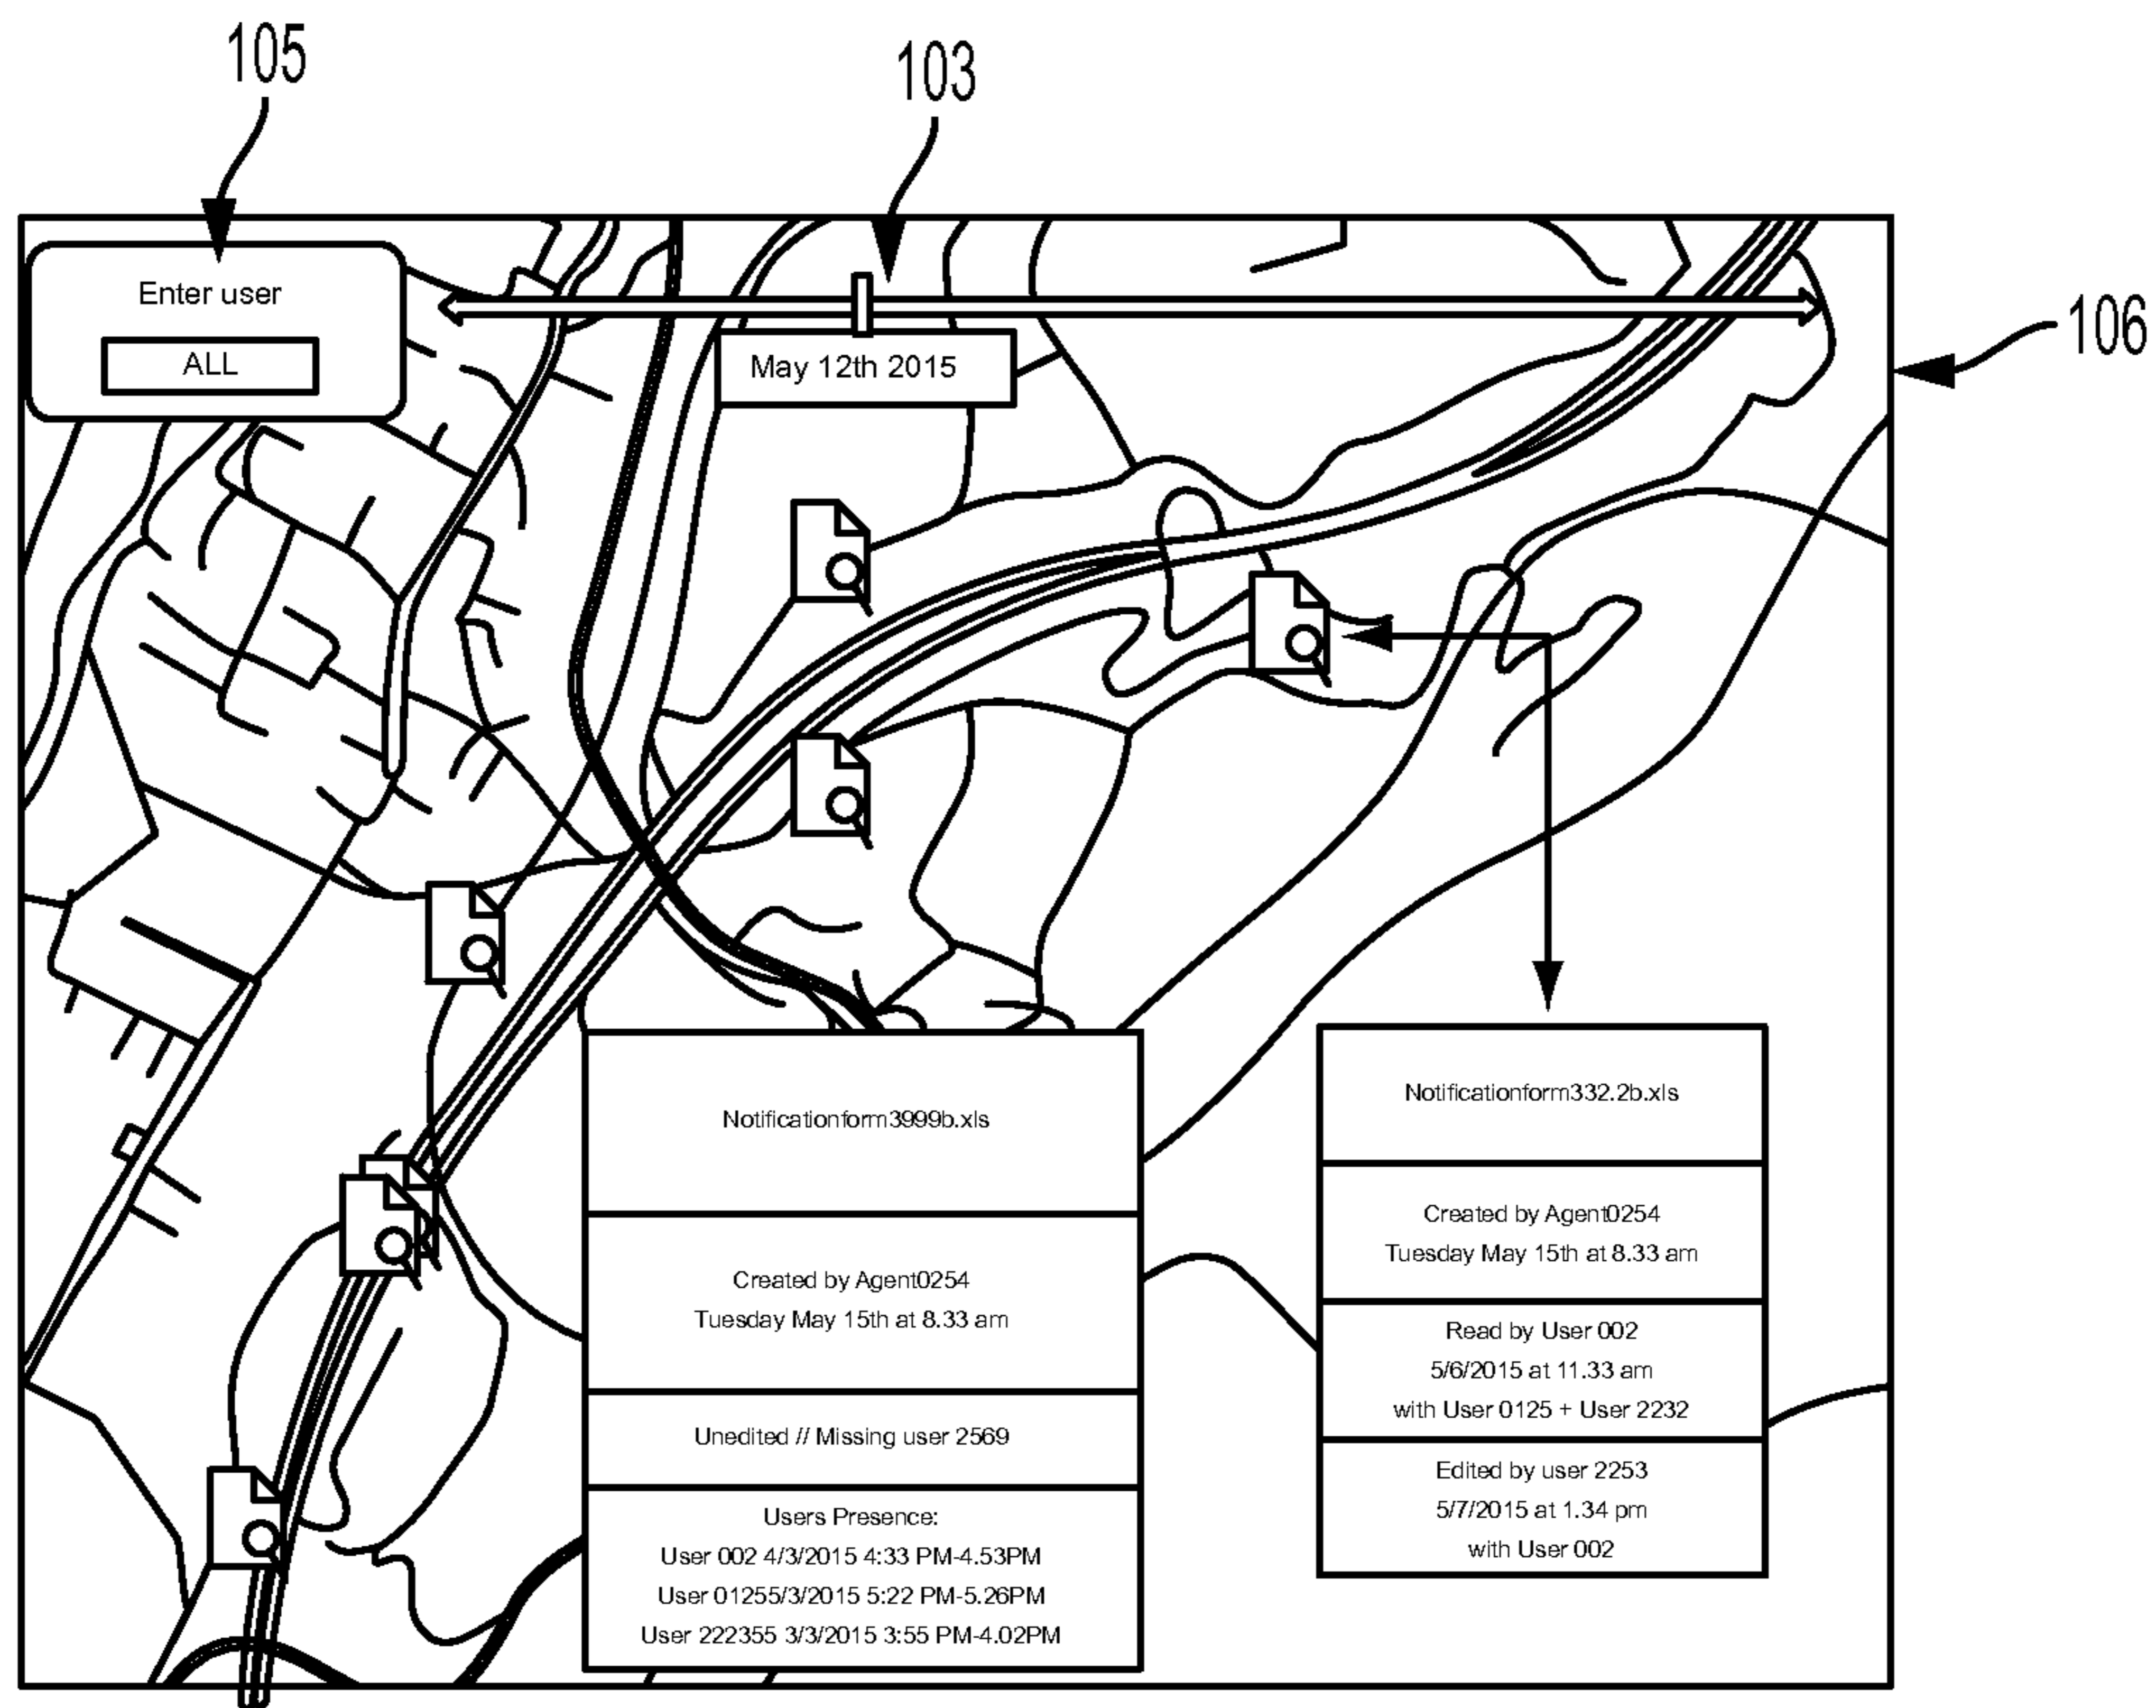 105
103
106
Enter user
ALL
May 12th 2015
Notificationform3999b.xls
Created by Agent0254
Tuesday May 15th at 8.33 am
Unedited // Missing user 2569
Users Presence:
User 002 4/3/2015 4:33 PM-4.53PM
User 01255/3/2015 5:22 PM-5.26PM
User 222355 3/3/2015 3:55 PM-4.02PM
Notificationform332.2b.xls
Created by Agent0254
Tuesday May 15th at 8.33 am
Read by User 002
5/6/2015 at 11.33 am
with User 0125 + User 2232
Edited by user 2253
5/7/2015 at 1.34 pm
with User 002